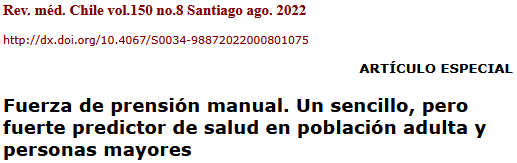 Rev. méd. Chile vol.150 no.8 Santiago ago. 2022
http://dx.doi.org/10.4067/S0034-98872022000801075
ARTÍCULO ESPECIAL
Fuerza de prensión manual. Un sencillo, pero
fuerte predictor de salud en población adulta y
personas mayores